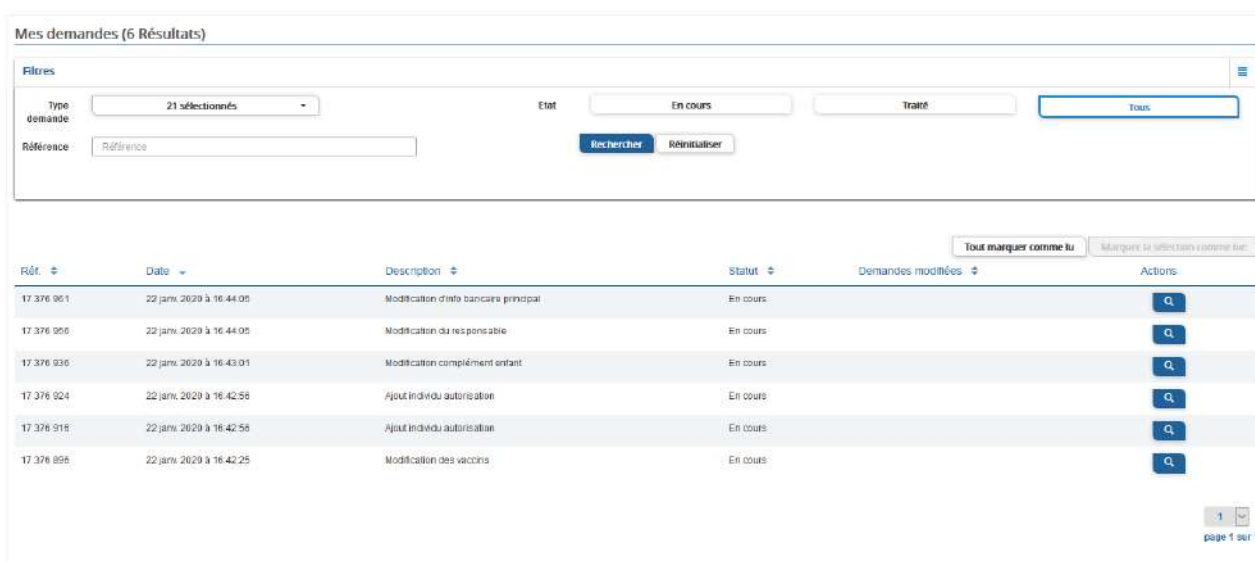 Mes demandes (6 Résultats)
Filtres
Type demande 21 sélectionnés Etat En cours Traité Tous
Référence Référence Rechercher Réinitialiser
Tout marquer comme lu Marquer la sélection comme lue
Réf. Date Description Statut Demandes modifiées Actions
17 376 961 22 janv. 2020 à 16:44:05 Modification d'info bancaire principal En cours
17 376 956 22 janv. 2020 à 16:44:05 Modification du responsable En cours
17 376 936 22 janv. 2020 à 16:43:01 Modification complément enfant En cours
17 376 924 22 janv. 2020 à 16:42:56 Ajout individu autorisation En cours
17 376 916 22 janv. 2020 à 16:42:56 Ajout individu autorisation En cours
17 376 896 22 janv. 2020 à 16:42:25 Modification des vaccins En cours
1
page 1 sur